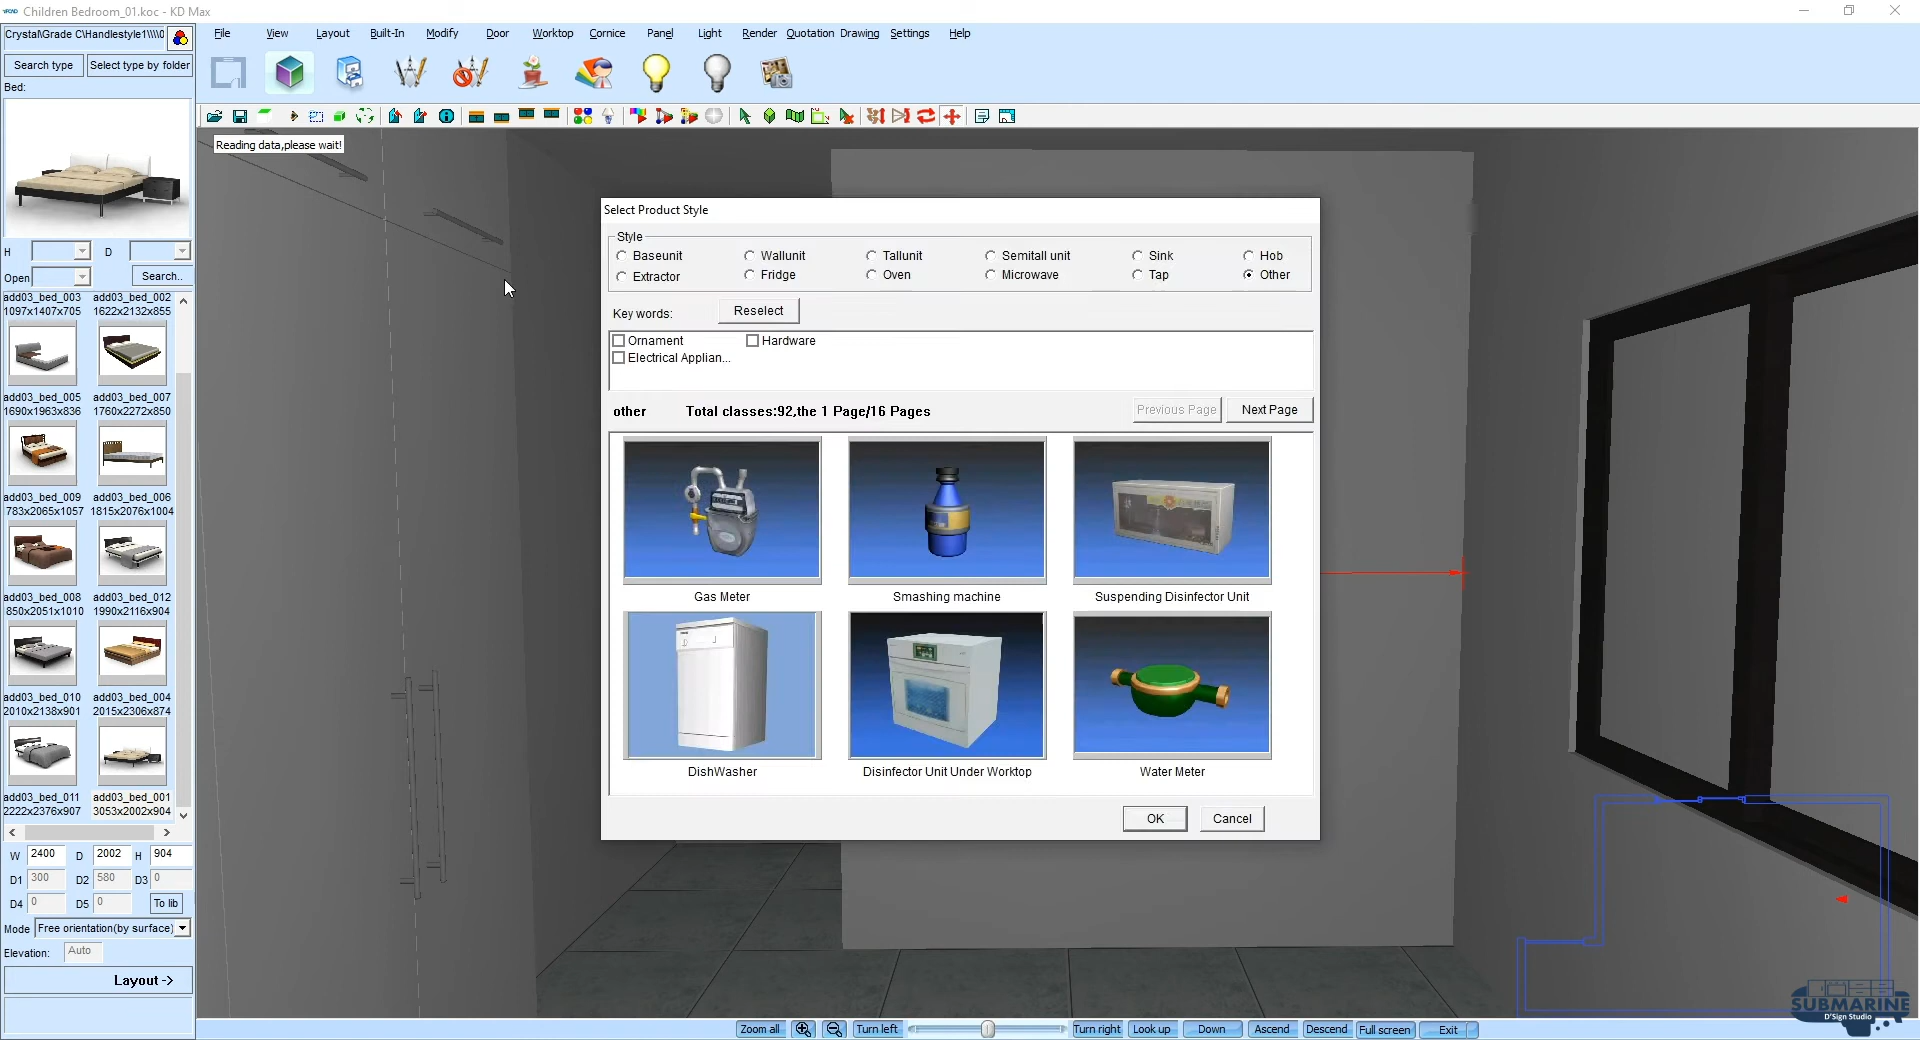 Children Bedroom_01.koc - KD Max
Crystal\Grade C\Handlestyle1\\\\0
File View Layout Built-In Modify Door Worktop Cornice Panel Light Render Quotation Drawing Settings Help
Search type Select type by folder
Bed:
Reading data,please wait!
H D
Open Search..
add03_bed_003 add03_bed_002
1097x1407x705 1622x2132x855
add03_bed_005 add03_bed_007
1690x1963x836 1760x2272x850
add03_bed_009 add03_bed_006
783x2065x1057 1815x2076x1004
add03_bed_008 add03_bed_012
850x2051x1010 1990x2116x904
add03_bed_010 add03_bed_004
2010x2138x901 2015x2306x874
add03_bed_011 add03_bed_001
2222x2376x907 3053x2002x904
W 2400 D 2002 H 904
D1 300 D2 580 D3 0
D4 0 D5 0 To lib
Mode Free orientation(by surface)
Elevation: Auto
Layout ->
Select Product Style
Style
Baseunit Wallunit Tallunit Semitall unit Sink Hob
Extractor Fridge Oven Microwave Tap Other
Key words: Reselect
Ornament Hardware
Electrical Applian...
other Total classes:92,the 1 Page/16 Pages Previous Page Next Page
Gas Meter Smashing machine Suspending Disinfector Unit
DishWasher Disinfector Unit Under Worktop Water Meter
OK Cancel
SUBMARINE
D'Sign Studio
Zoom all Turn left Turn right Look up Down Ascend Descend Full screen Exit